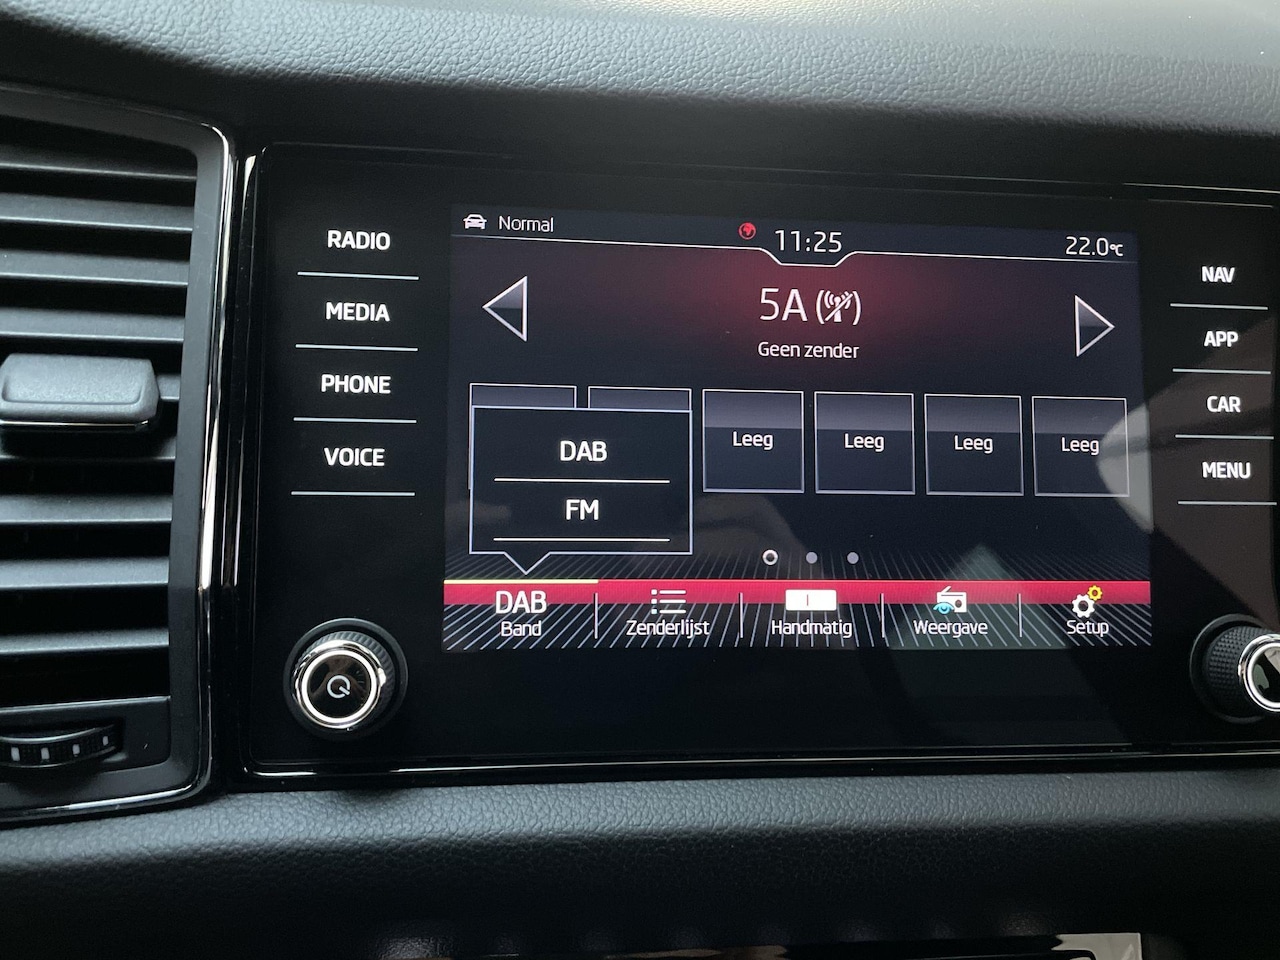 RADIO
MEDIA
PHONE
VOICE
Normal
11:25
22.0°C
5A
Geen zender
DAB
FM
Leeg
Leeg
Leeg
Leeg
DAB
Band
Zenderlijst
Handmatig
Weergave
Setup
NAV
APP
CAR
MENU